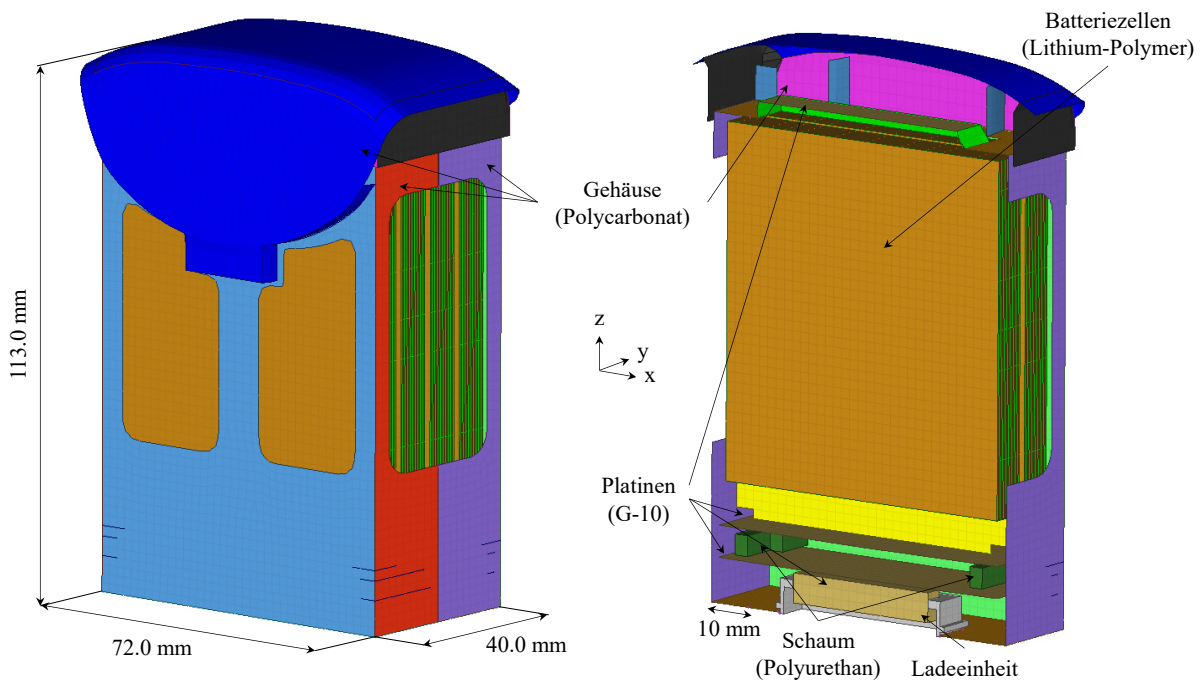 Batteriezellen
(Lithium-Polymer)
Gehäuse
(Polycarbonat)
113.0 mm
z
y
x
Platinen
(G-10)
10 mm
72.0 mm
40.0 mm
Schaum
(Polyurethan)
Ladeeinheit